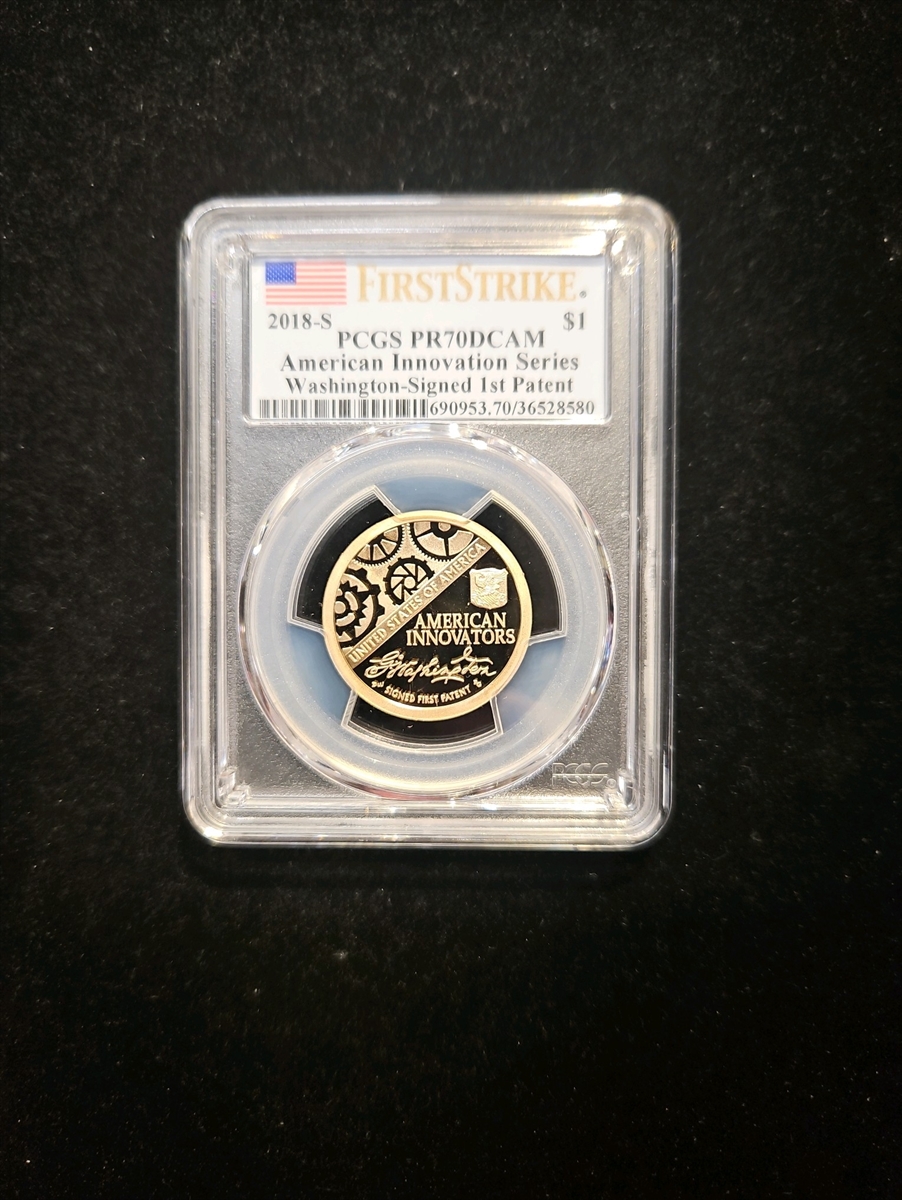 FIRSTSTRIKE®
2018-S $1
PCGS PR70DCAM
American Innovation Series
Washington-Signed 1st Patent
690953.70/36528580
UNITED STATES OF AMERICA
AMERICAN
INNOVATORS
G Washington
SIGNED FIRST PATENT
PCGS